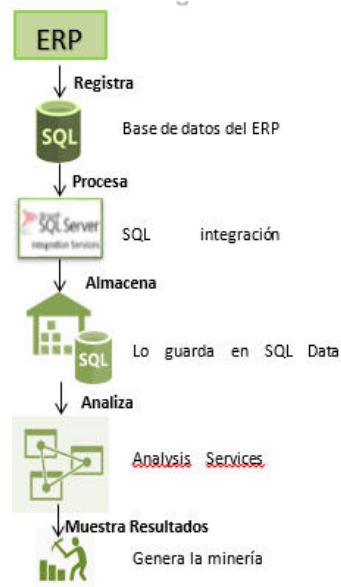 ERP
Registra
SQL
Base de datos del ERP
Procesa
SQL Server
Integration Services
SQL integración
Almacena
SQL
Lo guarda en SQL Data
Analiza
Analysis Services
Muestra Resultados
Genera la minería